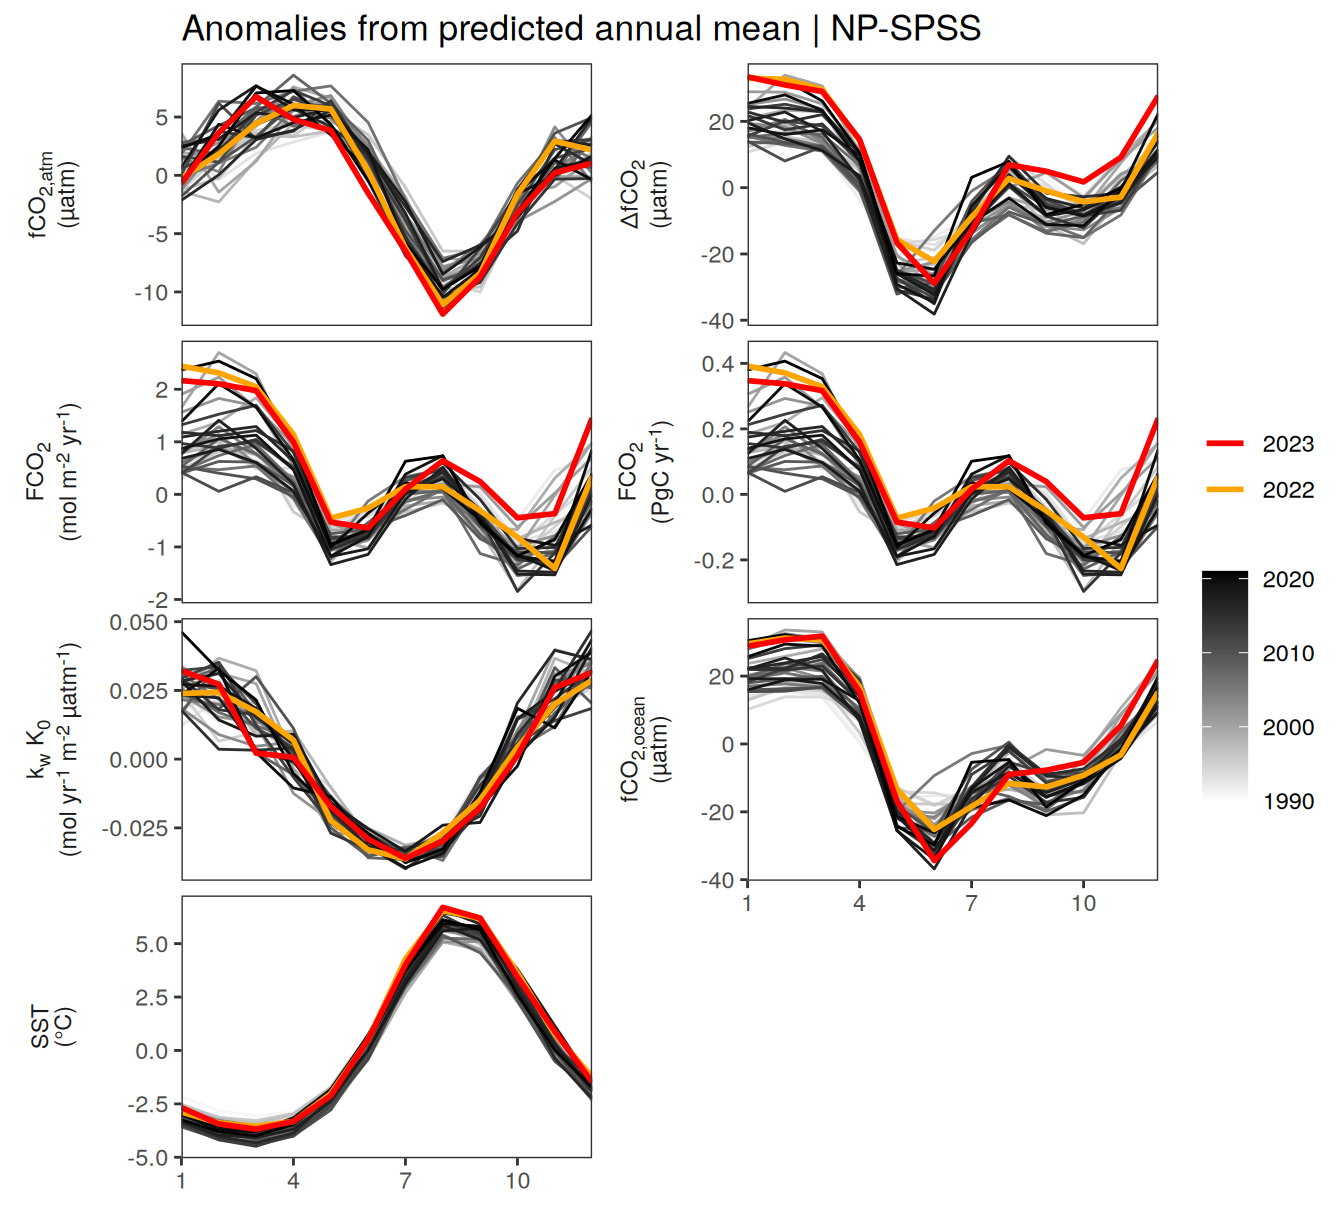 Anomalies from predicted annual mean | NP-SPSS
fCO2,atm
(µatm)
5
0
-5
-10
ΔfCO2
(µatm)
20
0
-20
-40
FCO2
(mol m-2 yr-1)
2
1
0
-1
-2
FCO2
(PgC yr-1)
0.4
0.2
0.0
-0.2
kw K0
(mol yr-1 m-2 µatm-1)
0.050
0.025
0.000
-0.025
fCO2,ocean
(µatm)
20
0
-20
-40
1 4 7 10
SST
(°C)
5.0
2.5
0.0
-2.5
-5.0
1 4 7 10
2023
2022
2020
2010
2000
1990